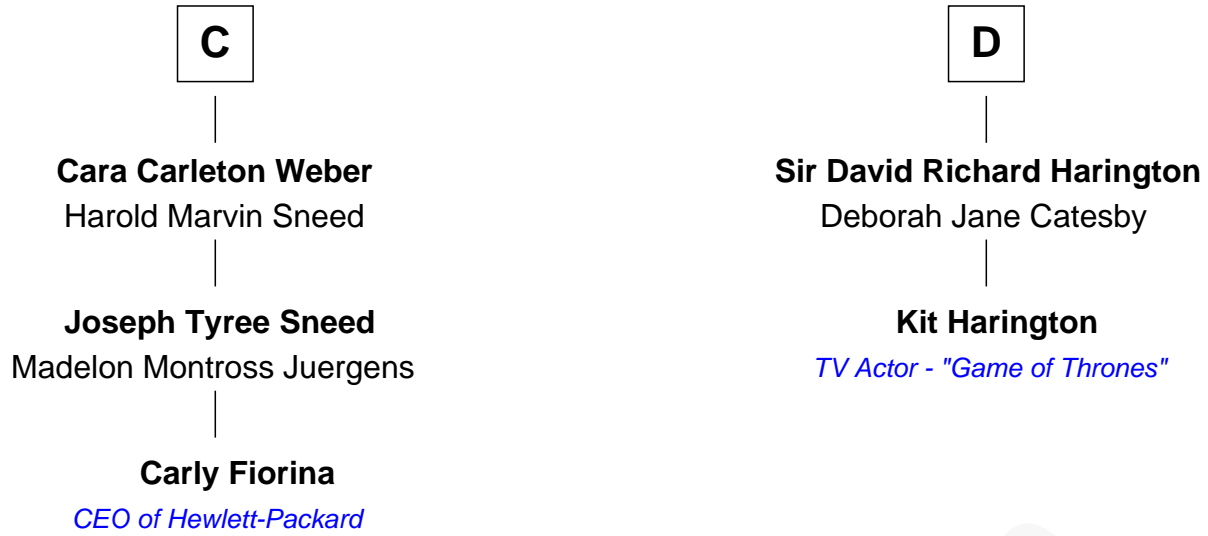 C
Cara Carleton Weber
Harold Marvin Sneed
Joseph Tyree Sneed
Madelon Montross Juergens
Carly Fiorina
CEO of Hewlett-Packard
D
Sir David Richard Harington
Deborah Jane Catesby
Kit Harington
TV Actor - "Game of Thrones"